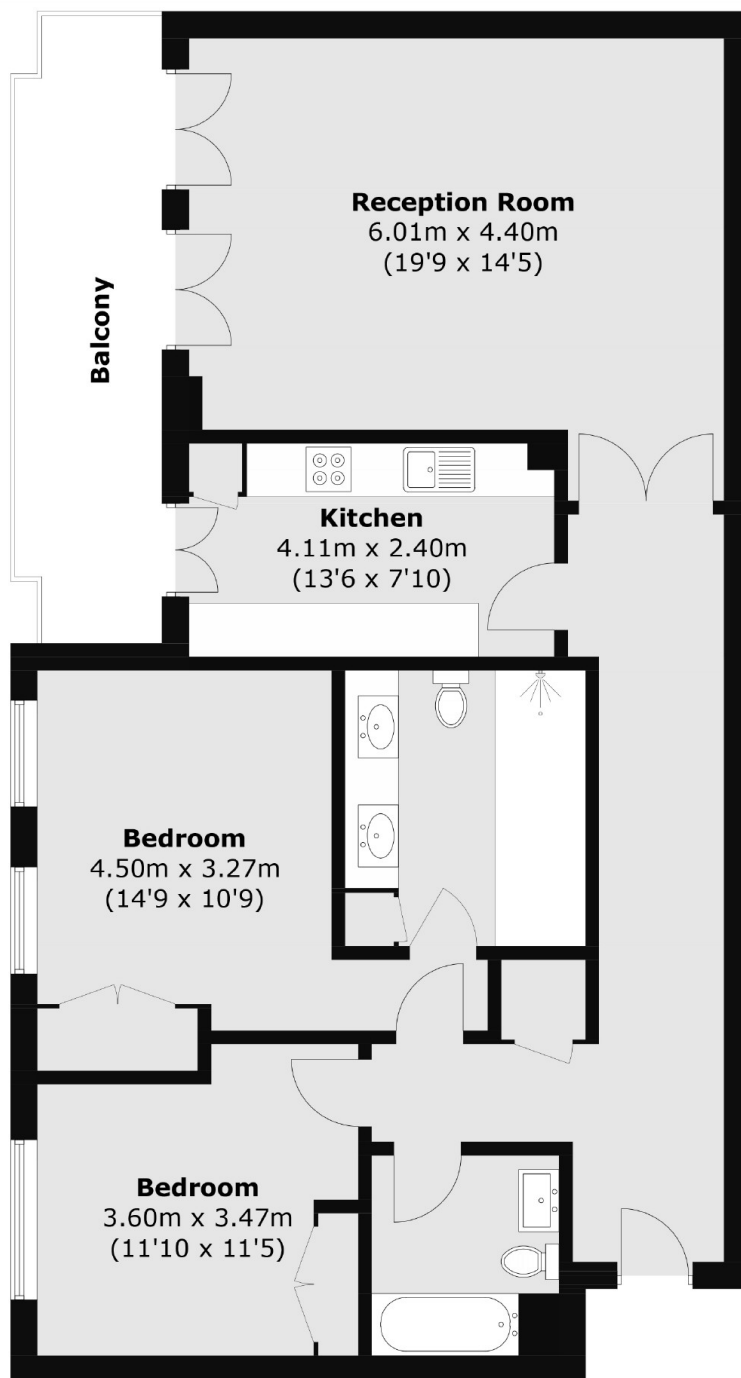 Reception Room
6.01m x 4.40m
(19'9 x 14'5)
Balcony
Kitchen
4.11m x 2.40m
(13'6 x 7'10)
Bedroom
4.50m x 3.27m
(14'9 x 10'9)
Bedroom
3.60m x 3.47m
(11'10 x 11'5)